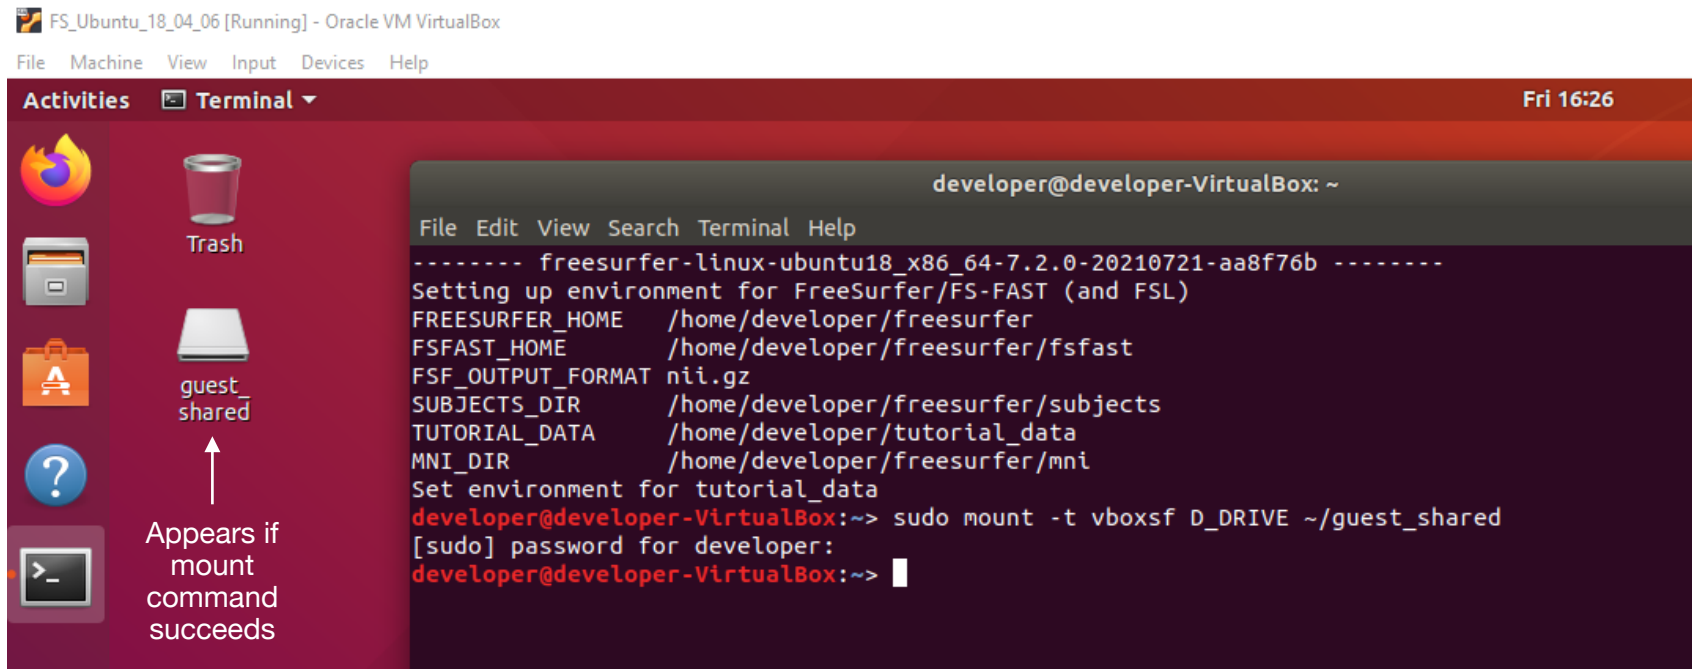 FS_Ubuntu_18_04_06 [Running] - Oracle VM VirtualBox
File Machine View Input Devices Help
Activities Terminal Fri 16:26
Trash
guest_
shared
Appears if
mount
command
succeeds
developer@developer-VirtualBox: ~
File Edit View Search Terminal Help
-------- freesurfer-linux-ubuntu18_x86_64-7.2.0-20210721-aa8f76b --------
Setting up environment for FreeSurfer/FS-FAST (and FSL)
FREESURFER_HOME /home/developer/freesurfer
FSFAST_HOME /home/developer/freesurfer/fsfast
FSF_OUTPUT_FORMAT nii.gz
SUBJECTS_DIR /home/developer/freesurfer/subjects
TUTORIAL_DATA /home/developer/tutorial_data
MNI_DIR /home/developer/freesurfer/mni
Set environment for tutorial_data
developer@developer-VirtualBox:~> sudo mount -t vboxsf D_DRIVE ~/guest_shared
[sudo] password for developer:
developer@developer-VirtualBox:~>